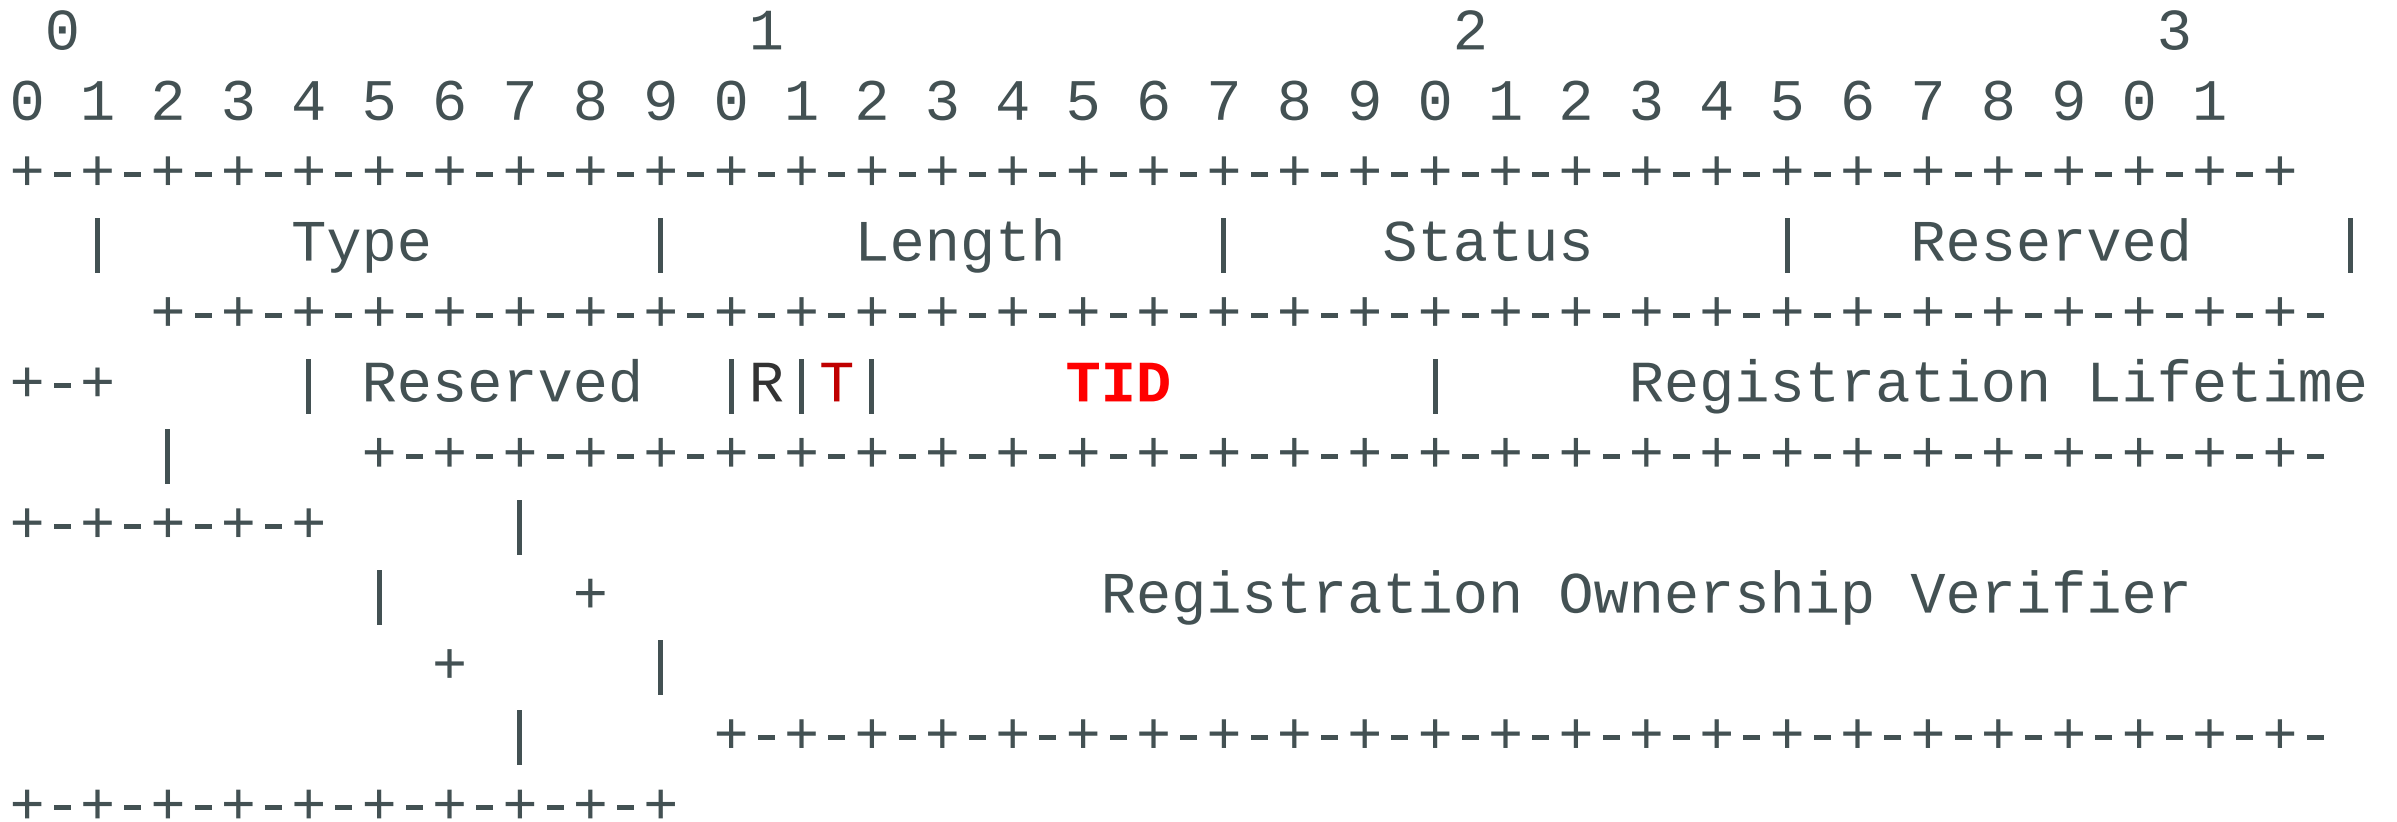 0                   1                   2                   3
0 1 2 3 4 5 6 7 8 9 0 1 2 3 4 5 6 7 8 9 0 1 2 3 4 5 6 7 8 9 0 1
+-+-+-+-+-+-+-+-+-+-+-+-+-+-+-+-+-+-+-+-+-+-+-+-+-+-+-+-+-+-+-+-+
  |     Type      |     Length    |    Status     |   Reserved    |
    +-+-+-+-+-+-+-+-+-+-+-+-+-+-+-+-+-+-+-+-+-+-+-+-+-+-+-+-+-+-+-
+-+     | Reserved  |R|T|     TID       |     Registration Lifetime
    |     +-+-+-+-+-+-+-+-+-+-+-+-+-+-+-+-+-+-+-+-+-+-+-+-+-+-+-+-
+-+-+-+-+     |
          |     +              Registration Ownership Verifier
            +     |
              |     +-+-+-+-+-+-+-+-+-+-+-+-+-+-+-+-+-+-+-+-+-+-+-
+-+-+-+-+-+-+-+-+-+